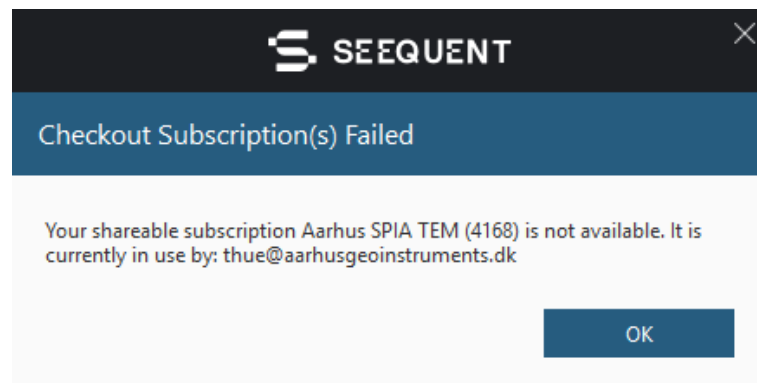 SEEQUENT
Checkout Subscription(s) Failed
Your shareable subscription Aarhus SPIA TEM (4168) is not available. It is
currently in use by: thue@aarhusgeoinstruments.dk
OK